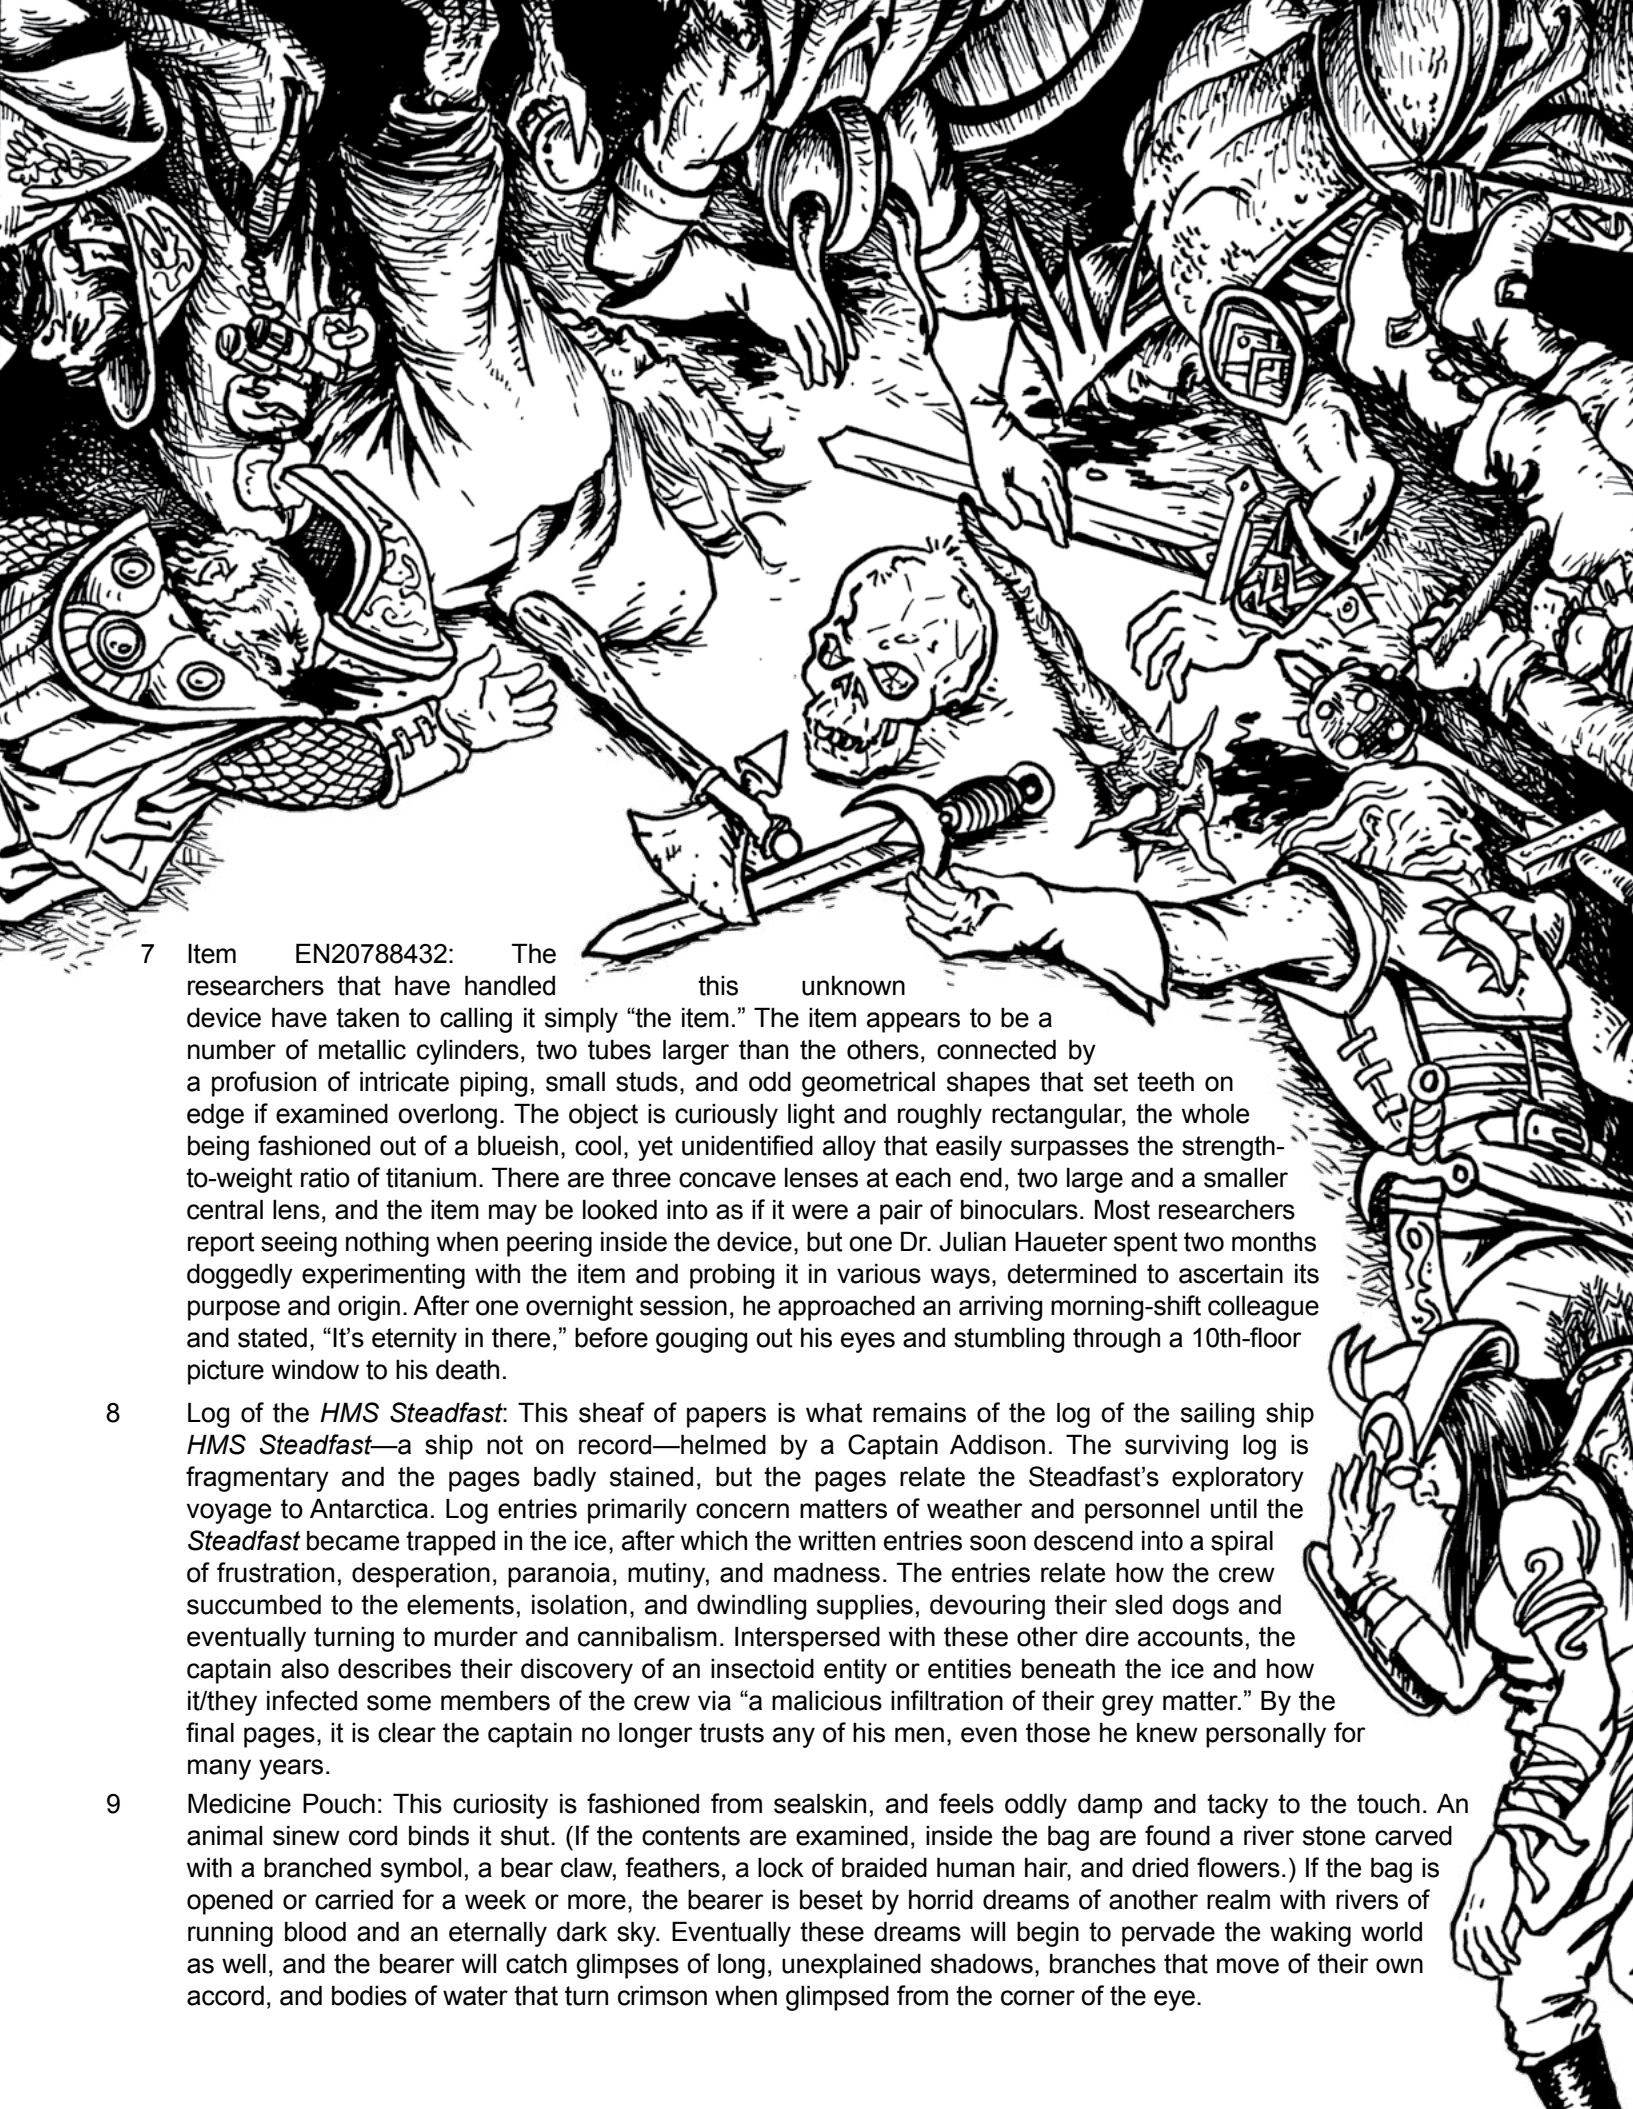 7 Item EN20788432: The
researchers that have handled this unknown
device have taken to calling it simply “the item.” The item appears to be a
number of metallic cylinders, two tubes larger than the others, connected by
a profusion of intricate piping, small studs, and odd geometrical shapes that set teeth on
edge if examined overlong. The object is curiously light and roughly rectangular, the whole
being fashioned out of a blueish, cool, yet unidentified alloy that easily surpasses the strength-
to-weight ratio of titanium. There are three concave lenses at each end, two large and a smaller
central lens, and the item may be looked into as if it were a pair of binoculars. Most researchers
report seeing nothing when peering inside the device, but one Dr. Julian Haueter spent two months
doggedly experimenting with the item and probing it in various ways, determined to ascertain its
purpose and origin. After one overnight session, he approached an arriving morning-shift colleague
and stated, “It’s eternity in there,” before gouging out his eyes and stumbling through a 10th-floor
picture window to his death.
8 Log of the HMS Steadfast: This sheaf of papers is what remains of the log of the sailing ship
HMS Steadfast—a ship not on record—helmed by a Captain Addison. The surviving log is
fragmentary and the pages badly stained, but the pages relate the Steadfast’s exploratory
voyage to Antarctica. Log entries primarily concern matters of weather and personnel until the
Steadfast became trapped in the ice, after which the written entries soon descend into a spiral
of frustration, desperation, paranoia, mutiny, and madness. The entries relate how the crew
succumbed to the elements, isolation, and dwindling supplies, devouring their sled dogs and
eventually turning to murder and cannibalism. Interspersed with these other dire accounts, the
captain also describes their discovery of an insectoid entity or entities beneath the ice and how
it/they infected some members of the crew via “a malicious infiltration of their grey matter.” By the
final pages, it is clear the captain no longer trusts any of his men, even those he knew personally for
many years.
9 Medicine Pouch: This curiosity is fashioned from sealskin, and feels oddly damp and tacky to the touch. An
animal sinew cord binds it shut. (If the contents are examined, inside the bag are found a river stone carved
with a branched symbol, a bear claw, feathers, a lock of braided human hair, and dried flowers.) If the bag is
opened or carried for a week or more, the bearer is beset by horrid dreams of another realm with rivers of
running blood and an eternally dark sky. Eventually these dreams will begin to pervade the waking world
as well, and the bearer will catch glimpses of long, unexplained shadows, branches that move of their own
accord, and bodies of water that turn crimson when glimpsed from the corner of the eye.